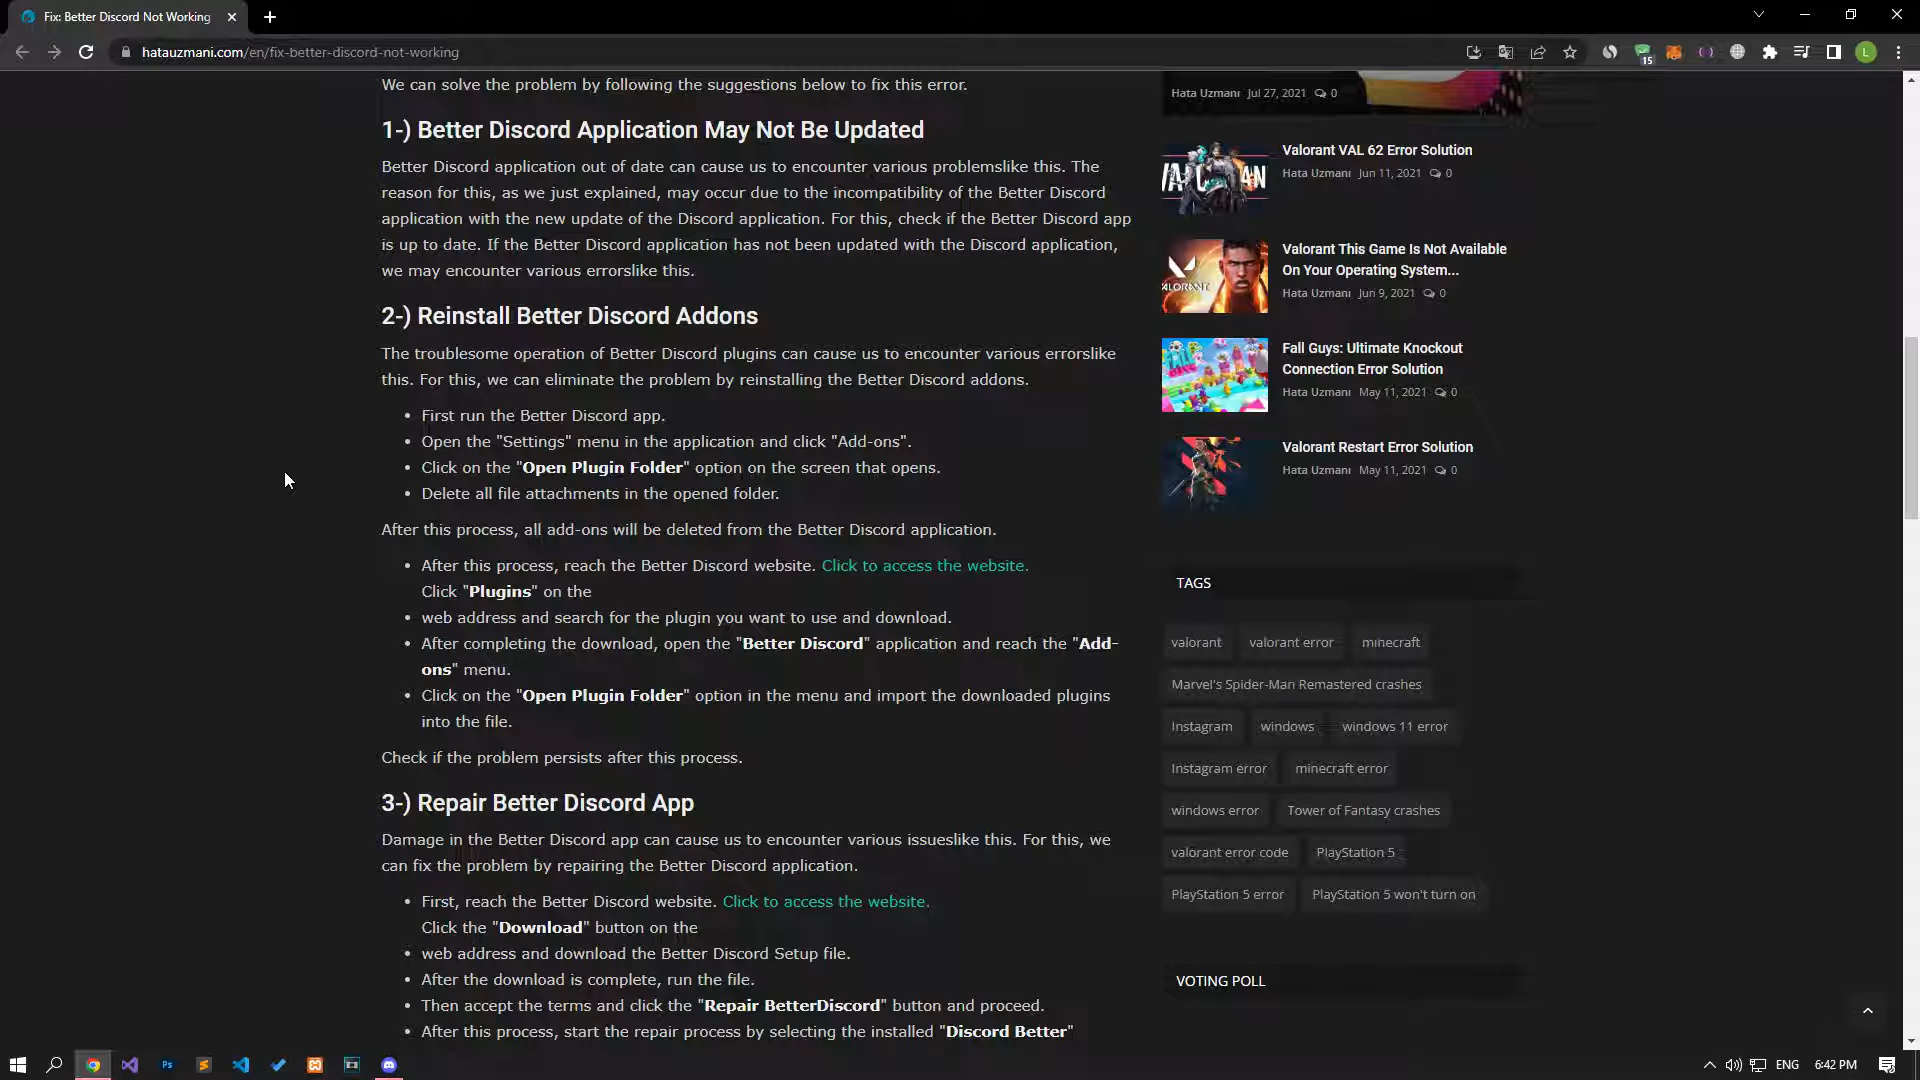 Fix: Better Discord Not Working
hatauzmani.com/en/fix-better-discord-not-working
15
L
We can solve the problem by following the suggestions below to fix this error.
1-) Better Discord Application May Not Be Updated
Better Discord application out of date can cause us to encounter various problemslike this. The
reason for this, as we just explained, may occur due to the incompatibility of the Better Discord
application with the new update of the Discord application. For this, check if the Better Discord app
is up to date. If the Better Discord application has not been updated with the Discord application,
we may encounter various errorslike this.
2-) Reinstall Better Discord Addons
The troublesome operation of Better Discord plugins can cause us to encounter various errorslike
this. For this, we can eliminate the problem by reinstalling the Better Discord addons.
• First run the Better Discord app.
• Open the "Settings" menu in the application and click "Add-ons".
• Click on the "Open Plugin Folder" option on the screen that opens.
• Delete all file attachments in the opened folder.
After this process, all add-ons will be deleted from the Better Discord application.
• After this process, reach the Better Discord website. Click to access the website.
Click "Plugins" on the
• web address and search for the plugin you want to use and download.
• After completing the download, open the "Better Discord" application and reach the "Add-
ons" menu.
• Click on the "Open Plugin Folder" option in the menu and import the downloaded plugins
into the file.
Check if the problem persists after this process.
3-) Repair Better Discord App
Damage in the Better Discord app can cause us to encounter various issueslike this. For this, we
can fix the problem by repairing the Better Discord application.
• First, reach the Better Discord website. Click to access the website.
Click the "Download" button on the
• web address and download the Better Discord Setup file.
• After the download is complete, run the file.
• Then accept the terms and click the "Repair BetterDiscord" button and proceed.
• After this process, start the repair process by selecting the installed "Discord Better"
Hata Uzmanı Jul 27, 2021 0
Valorant VAL 62 Error Solution
Hata Uzmanı Jun 11, 2021 0
Valorant This Game Is Not Available
On Your Operating System...
Hata Uzmanı Jun 9, 2021 0
VALORANT
Fall Guys: Ultimate Knockout
Connection Error Solution
Hata Uzmanı May 11, 2021 0
Valorant Restart Error Solution
Hata Uzmanı May 11, 2021 0
TAGS
valorant valorant error minecraft
Marvel's Spider-Man Remastered crashes
Instagram windows windows 11 error
Instagram error minecraft error
windows error Tower of Fantasy crashes
valorant error code PlayStation 5
PlayStation 5 error PlayStation 5 won't turn on
VOTING POLL
Ps
ENG 6:42 PM